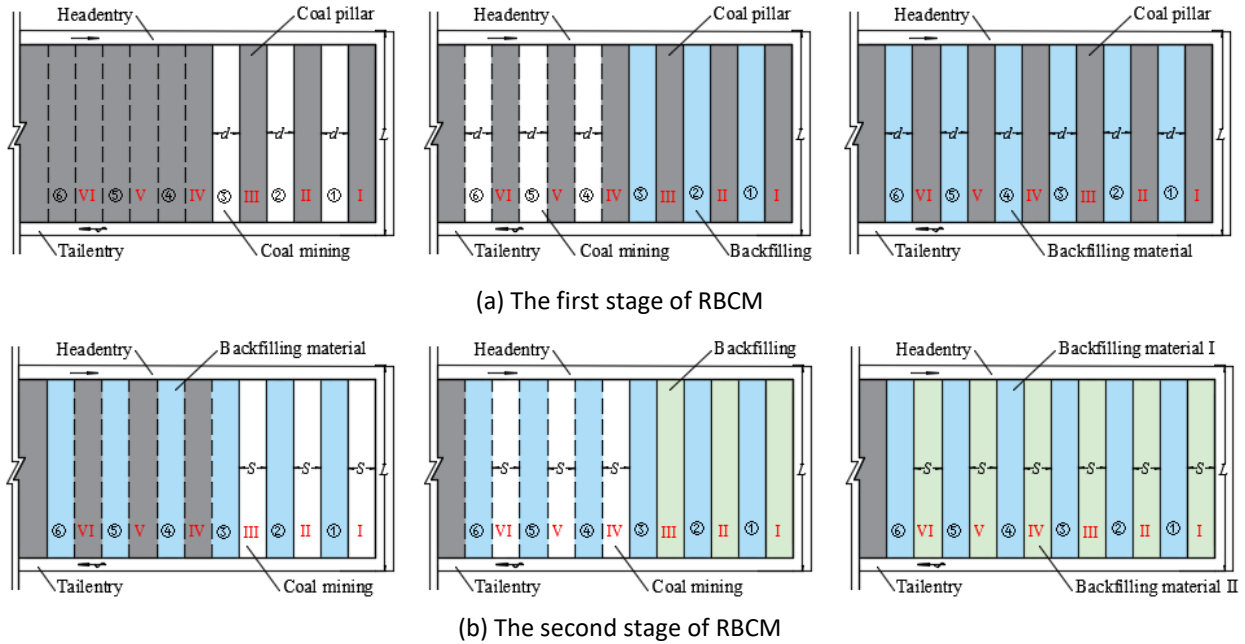 Headentry
Coal pillar
Headentry
Coal pillar
Headentry
Coal pillar
d d d
L
d d d
L
d d d d d d
L
⑥ VI ⑤ V ④ IV ③ III ② II ① I
⑥ VI ⑤ V ④ IV ③ III ② II ① I
⑥ VI ⑤ V ④ IV ③ III ② II ① I
Tailentry
Coal mining
Tailentry
Coal mining
Backfilling
Tailentry
Backfilling material
(a) The first stage of RBCM
Headentry
Backfilling material
Headentry
Backfilling
Headentry
Backfilling material I
S S S
L
S S S
L
S S S S S S
L
⑥ VI ⑤ V ④ IV ③ III ② II ① I
⑥ VI ⑤ V ④ IV ③ III ② II ① I
⑥ VI ⑤ V ④ IV ③ III ② II ① I
Tailentry
Coal mining
Tailentry
Coal mining
Tailentry
Backfilling material II
(b) The second stage of RBCM